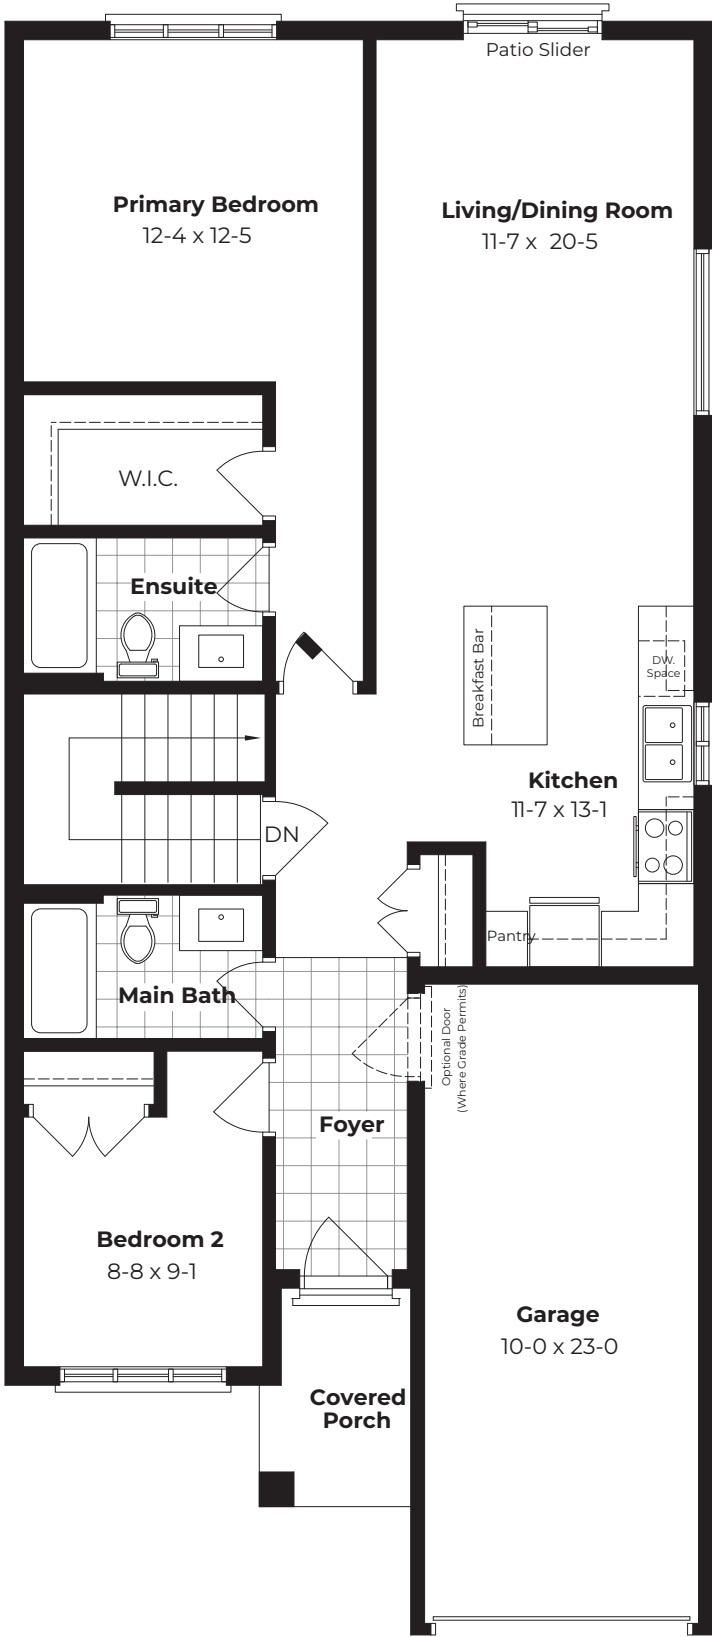 Patio Slider
Primary Bedroom
12-4 x 12-5
Living/Dining Room
11-7 x 20-5
W.I.C.
Ensuite
Breakfast Bar
DW.
Space
Kitchen
11-7 x 13-1
DN
Pantry
Main Bath
Optional Door
(Where Grade Permits)
Foyer
Bedroom 2
8-8 x 9-1
Garage
10-0 x 23-0
Covered
Porch